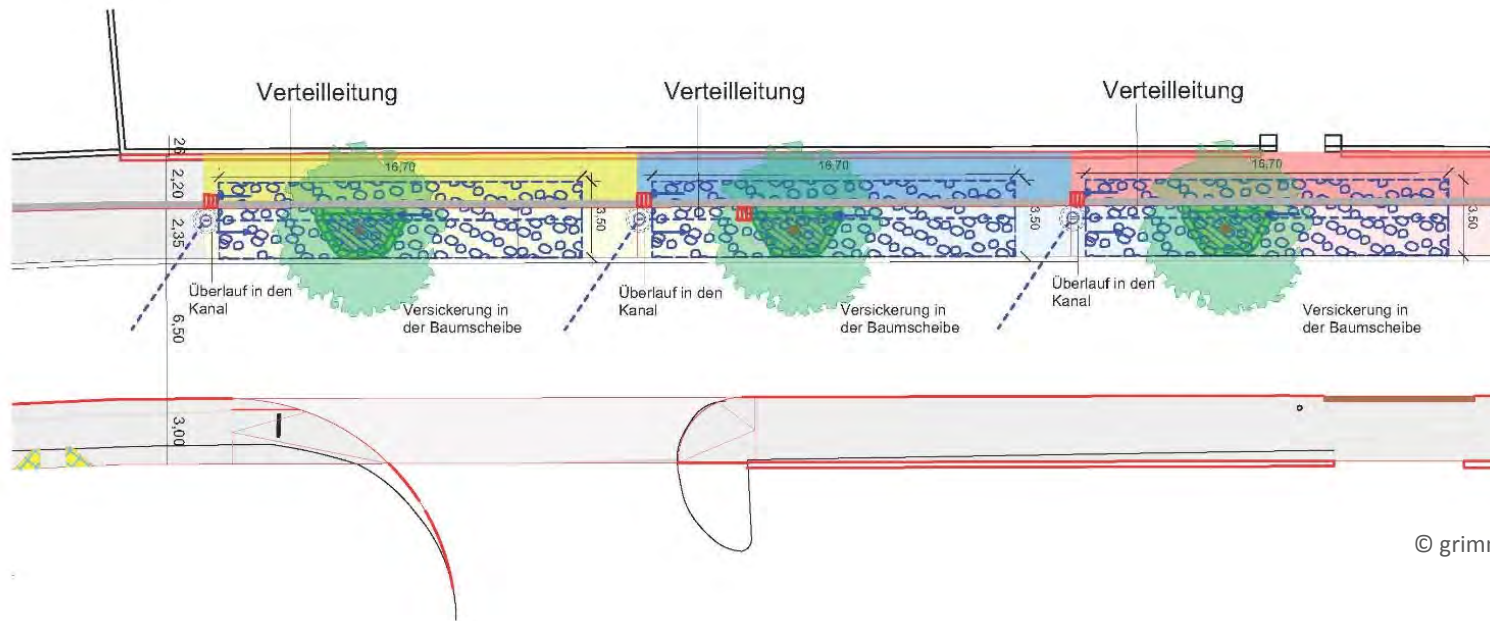 Verteilleitung
Verteilleitung
Verteilleitung
26
2,20
2,35
6,50
3,00
16,70
3,50
16,70
3,50
16,70
3,50
Überlauf in den
Kanal
Versickerung in
der Baumscheibe
Überlauf in den
Kanal
Versickerung in
der Baumscheibe
Überlauf in den
Kanal
Versickerung in
der Baumscheibe
© grimm